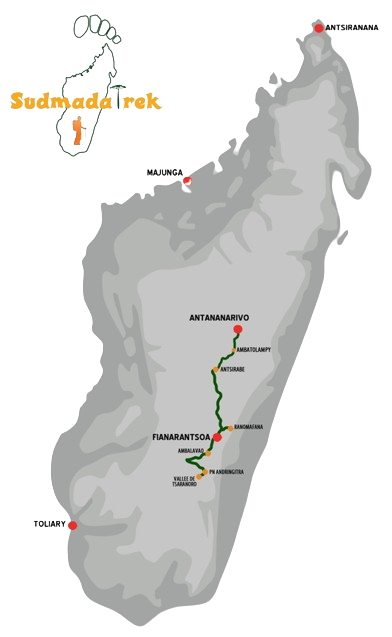 ANTSIRANANA
SudmadaTrek
MAJUNGA
ANTANANARIVO
AMBATOLAMPY
ANTSIRABE
RANOMAFANA
FIANARANTSOA
AMBALAVAO
PN ANDRINGITRA
VALLEE DE
TSARANORO
TOLIARY